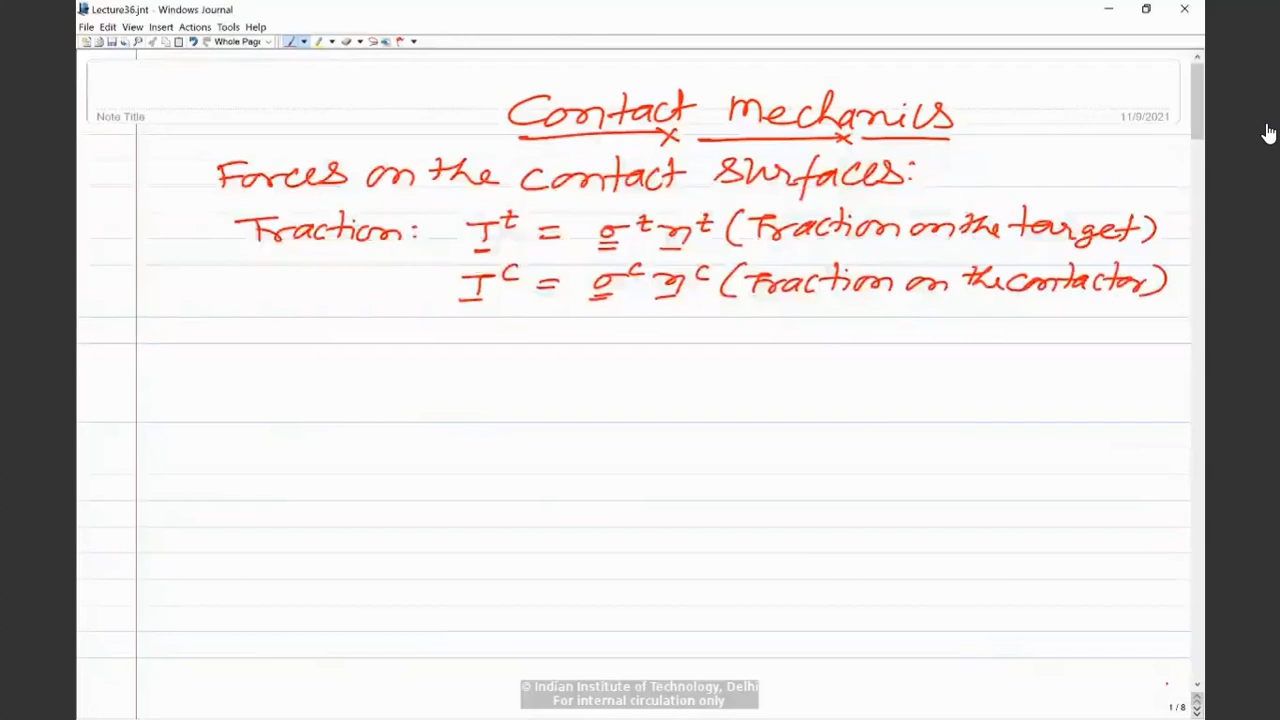 Lecture36.jnt - Windows Journal
File Edit View Insert Actions Tools Help
Whole Pag
Contact Mechanics
Note Title
11/9/2021
Forces on the contact surfaces:
Traction: T^t = σ^t n^t (Traction on the target)
T^c = σ^c n^c (Traction on the contactor)
© Indian Institute of Technology, Delhi
For internal circulation only
1 / 8